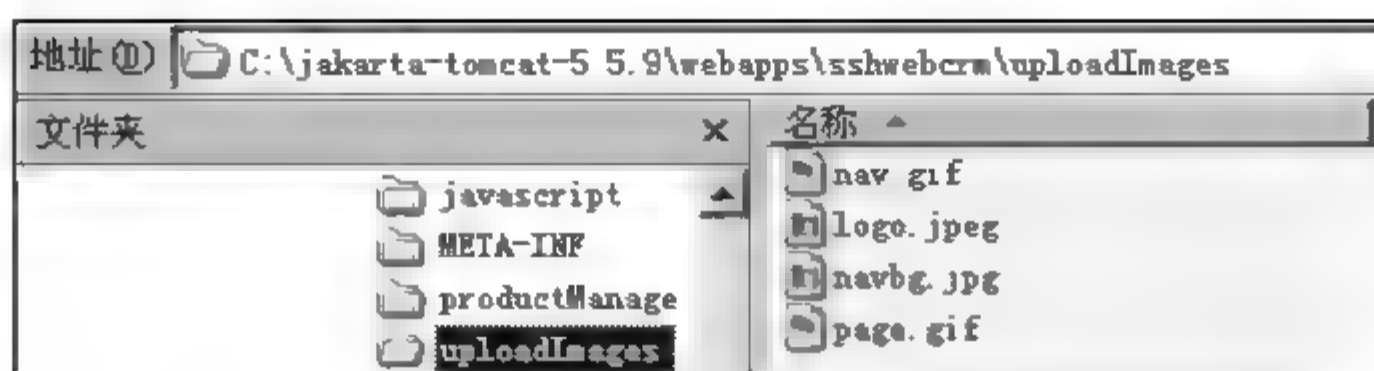 地址(D) C:\jakarta-tomcat-5 5.9\webapps\sshwebcrm\uploadImages
文件夹 × 名称
javascript
META-INF
productManage
uploadImages
nav gif
logo.jpeg
navbg.jpg
page.gif